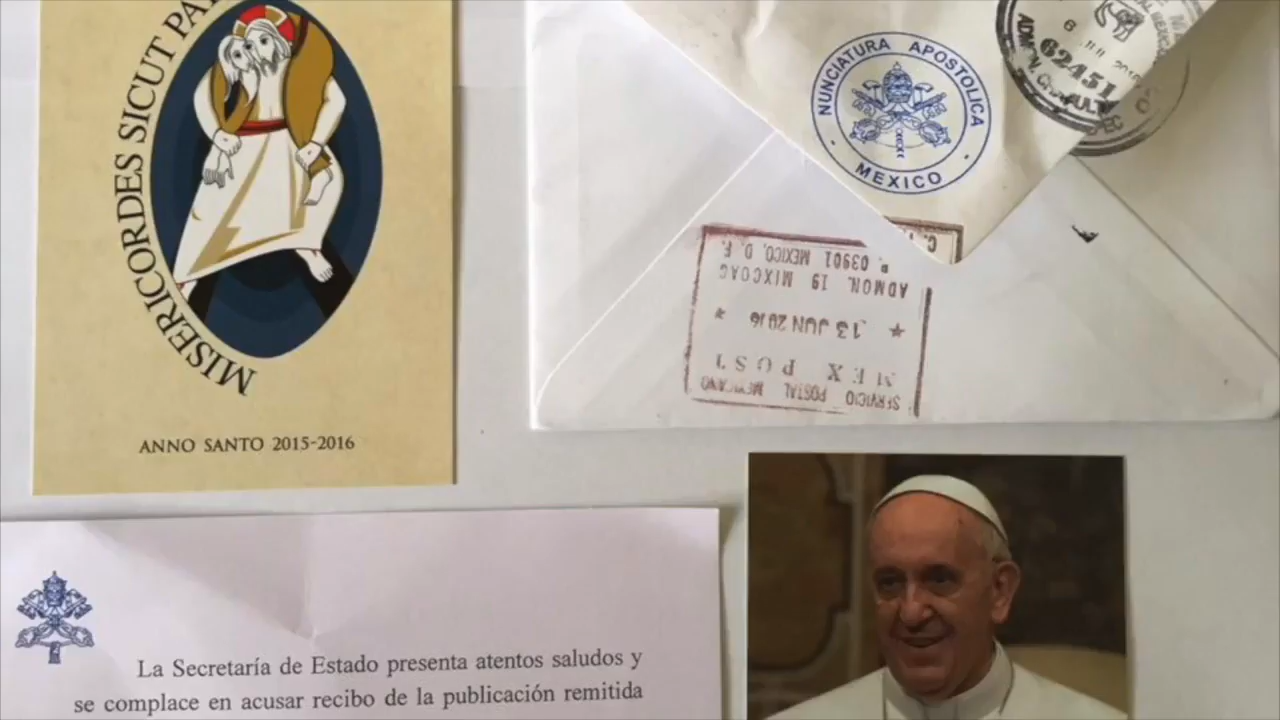 MISERICORDES SICUT PA
ANNO SANTO 2015-2016
NUNCIATURA APOSTOLICA
MEXICO
62451
SERVICIO POSTAL MEXICANO
MEX POST
13 JUN 2016
ADMON. 19 MIXCOAC
P. 03901 MEXICO, D. F.
La Secretaría de Estado presenta atentos saludos y
se complace en acusar recibo de la publicación remitida